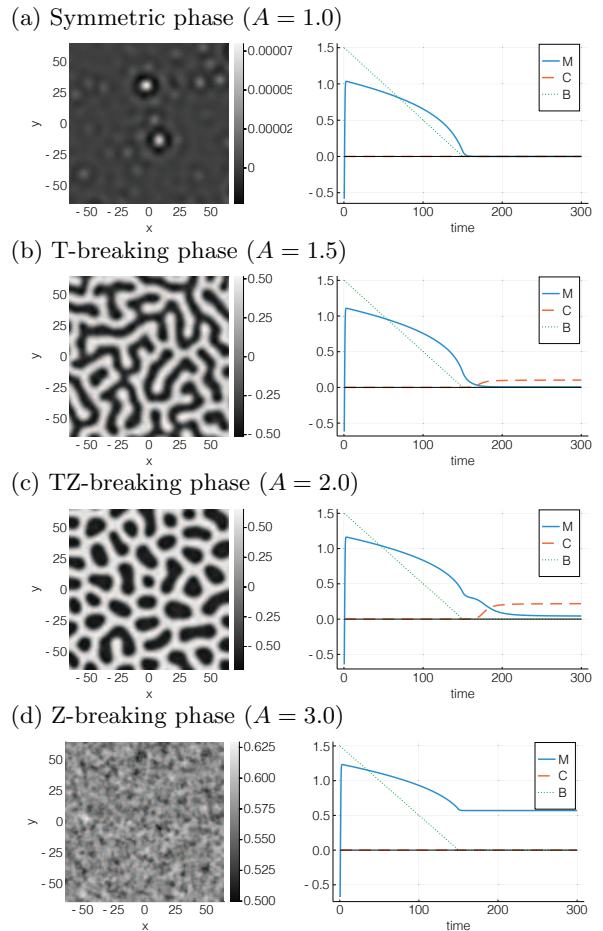 (a) Symmetric phase (A = 1.0)
50
25
0
- 25
- 50
y
- 50 - 25 0 25 50
x
0.00007
0.00005
0.00002
0
1.5
1.0
0.5
0.0
- 0.5
0 100 200 300
time
M
C
B
(b) T-breaking phase (A = 1.5)
50
25
0
- 25
- 50
y
- 50 - 25 0 25 50
x
0.50
0.25
0
- 0.25
- 0.50
1.5
1.0
0.5
0.0
- 0.5
0 100 200 300
time
M
C
B
(c) TZ-breaking phase (A = 2.0)
50
25
0
- 25
- 50
y
- 50 - 25 0 25 50
x
0.50
0.25
0
- 0.25
- 0.50
1.5
1.0
0.5
0.0
- 0.5
0 100 200 300
time
M
C
B
(d) Z-breaking phase (A = 3.0)
50
25
0
- 25
- 50
y
- 50 - 25 0 25 50
x
0.625
0.600
0.575
0.550
0.525
0.500
1.5
1.0
0.5
0.0
- 0.5
0 100 200 300
time
M
C
B